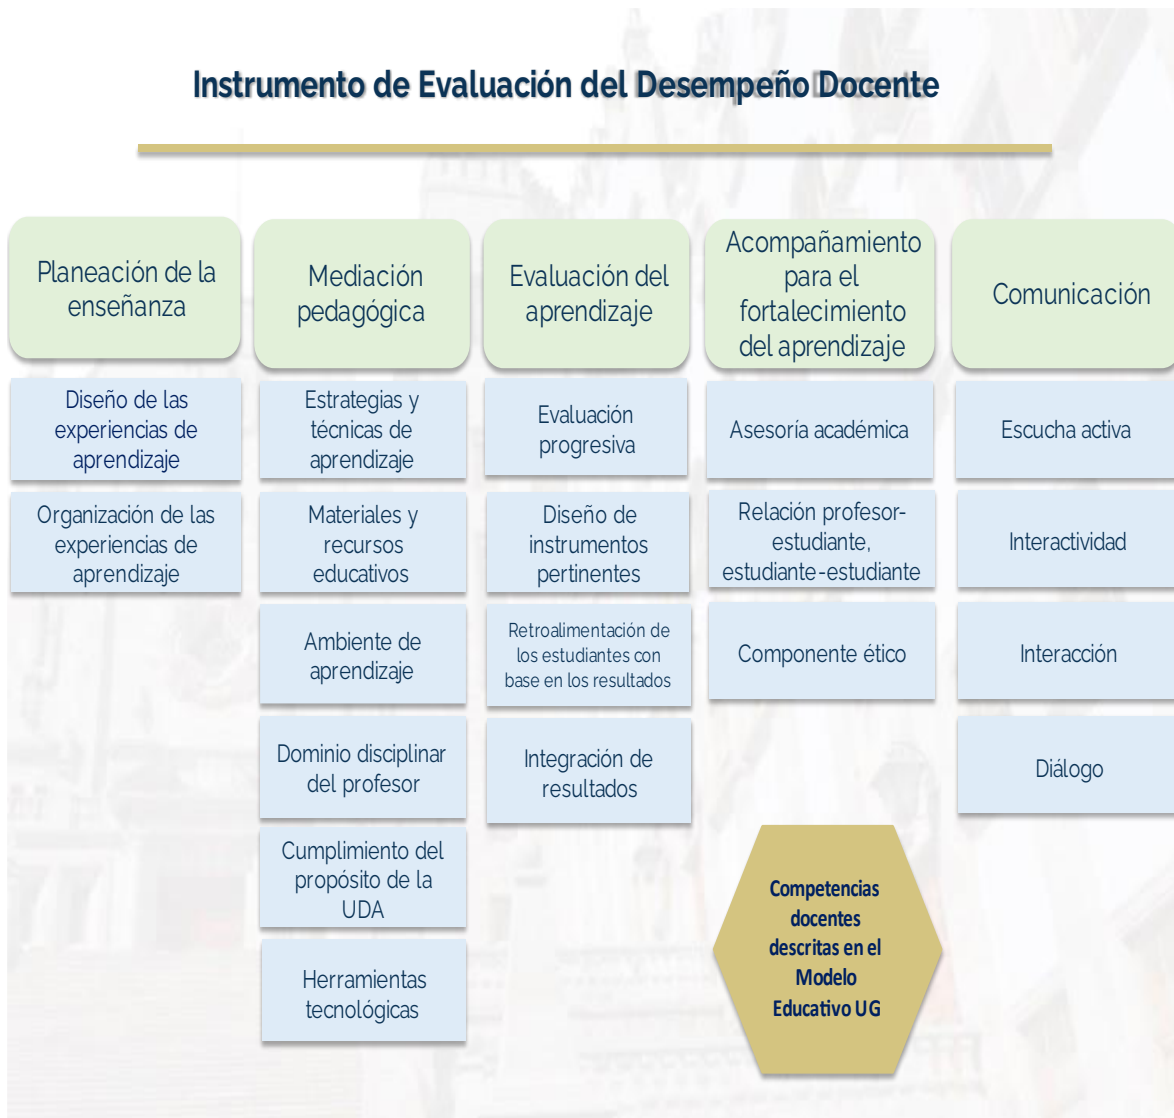 Instrumento de Evaluación del Desempeño Docente
Planeación de la
enseñanza
Diseño de las
experiencias de
aprendizaje
Organización de las
experiencias de
aprendizaje
Mediación
pedagógica
Estrategias y
técnicas de
aprendizaje
Materiales y
recursos
educativos
Ambiente de
aprendizaje
Dominio disciplinar
del profesor
Cumplimiento del
propósito de la
UDA
Herramientas
tecnológicas
Evaluación del
aprendizaje
Evaluación
progresiva
Diseño de
instrumentos
pertinentes
Retroalimentación de
los estudiantes con
base en los resultados
Integración de
resultados
Acompañamiento
para el
fortalecimiento
del aprendizaje
Asesoría académica
Relación profesor-
estudiante,
estudiante-estudiante
Componente ético
Comunicación
Escucha activa
Interactividad
Interacción
Diálogo
Competencias
docentes
descritas en el
Modelo
Educativo UG